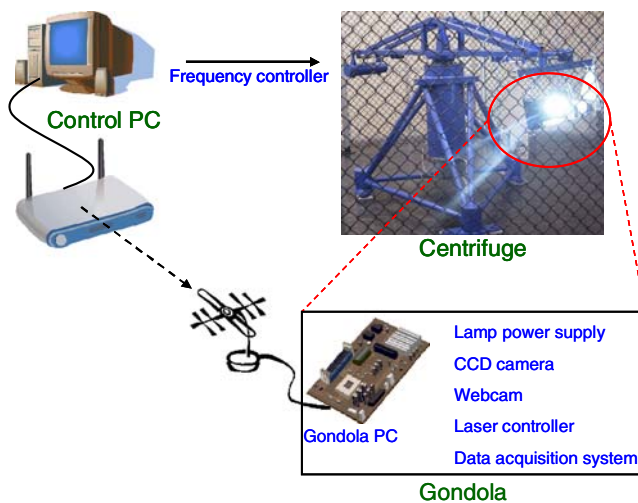 Frequency controller
Control PC
Centrifuge
Lamp power supply
CCD camera
Webcam
Laser controller
Gondola PC
Data acquisition system
Gondola